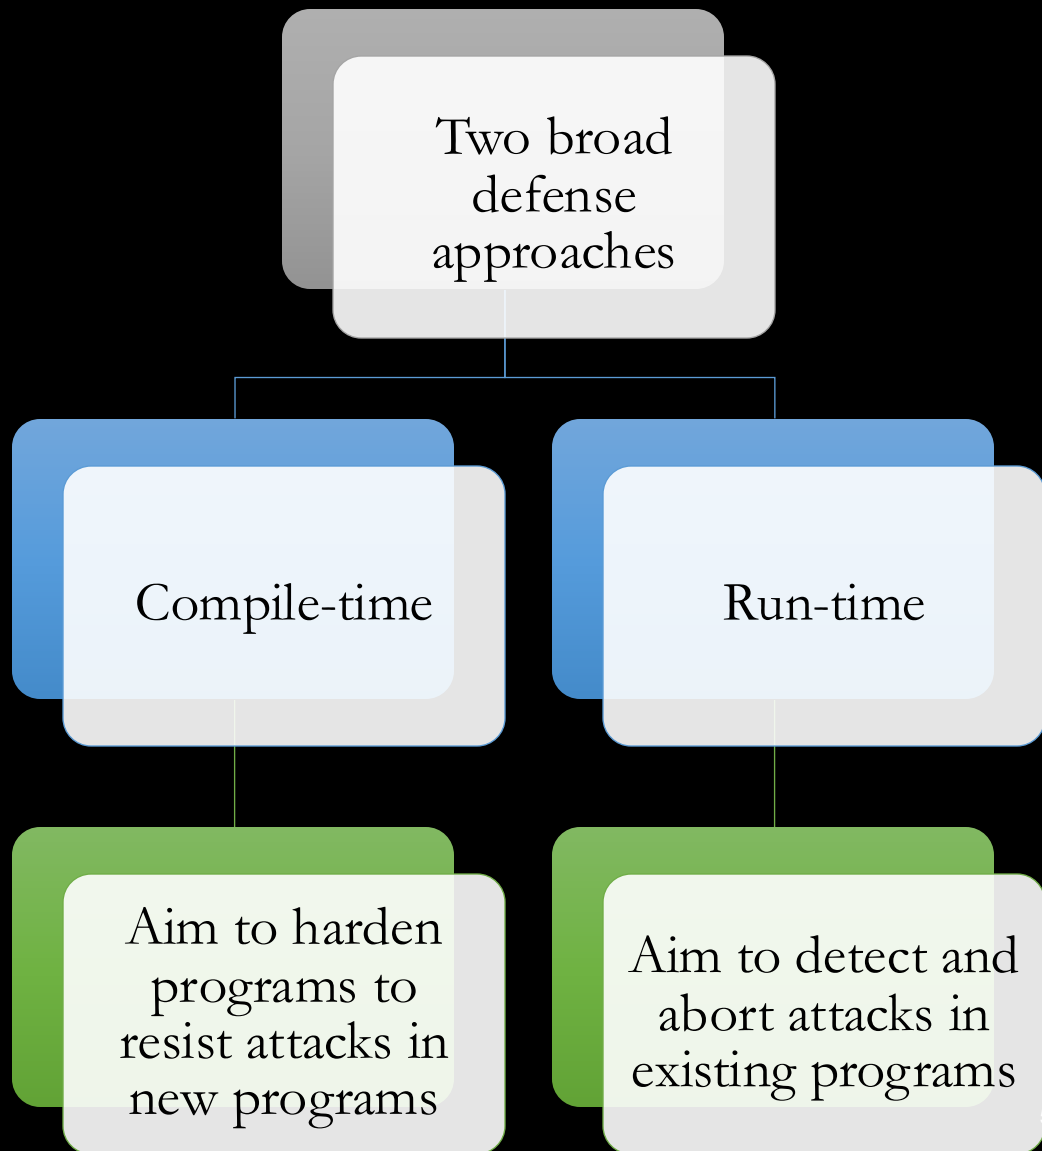 Two broad
defense
approaches
Compile-time
Run-time
Aim to harden
programs to
resist attacks in
new programs
Aim to detect and
abort attacks in
existing programs